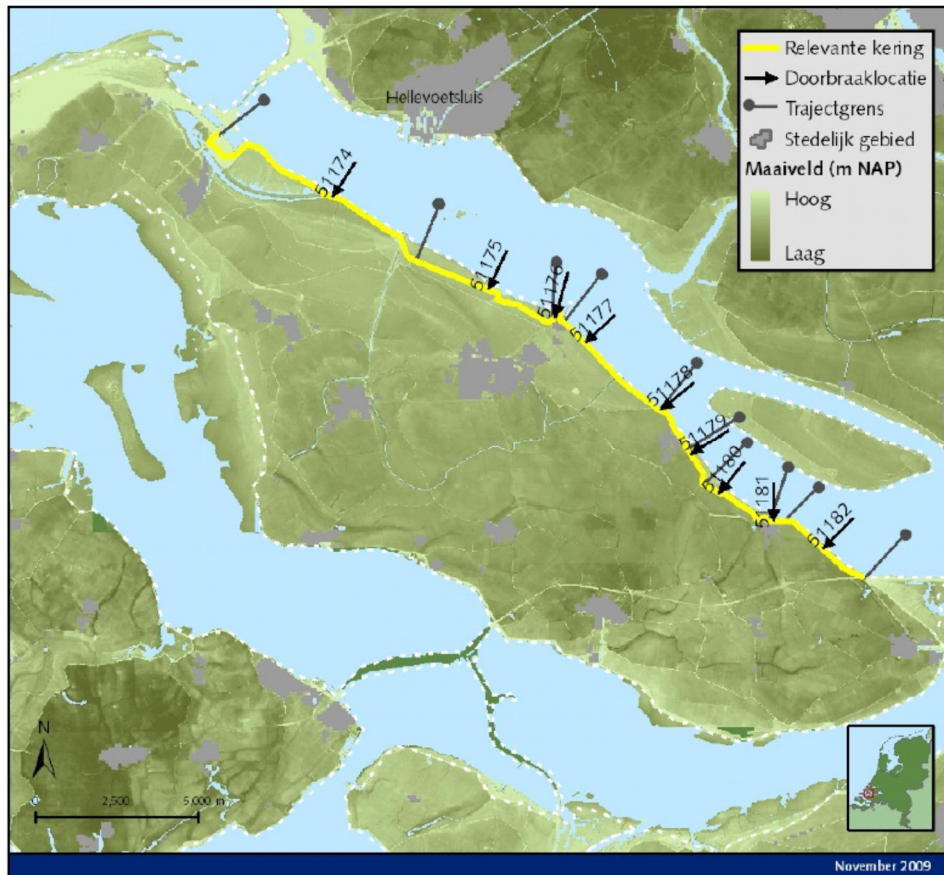 Relevante kering
Doorbraaklocatie
Trajectgrens
Stedelijk gebied
Maaiveld (m NAP)
Hoog
Laag
Hellevoetsluis
51174
51175
51176
51177
51178
51179
51180
51181
51182
N
0 2,500 5,000 m
November 2009